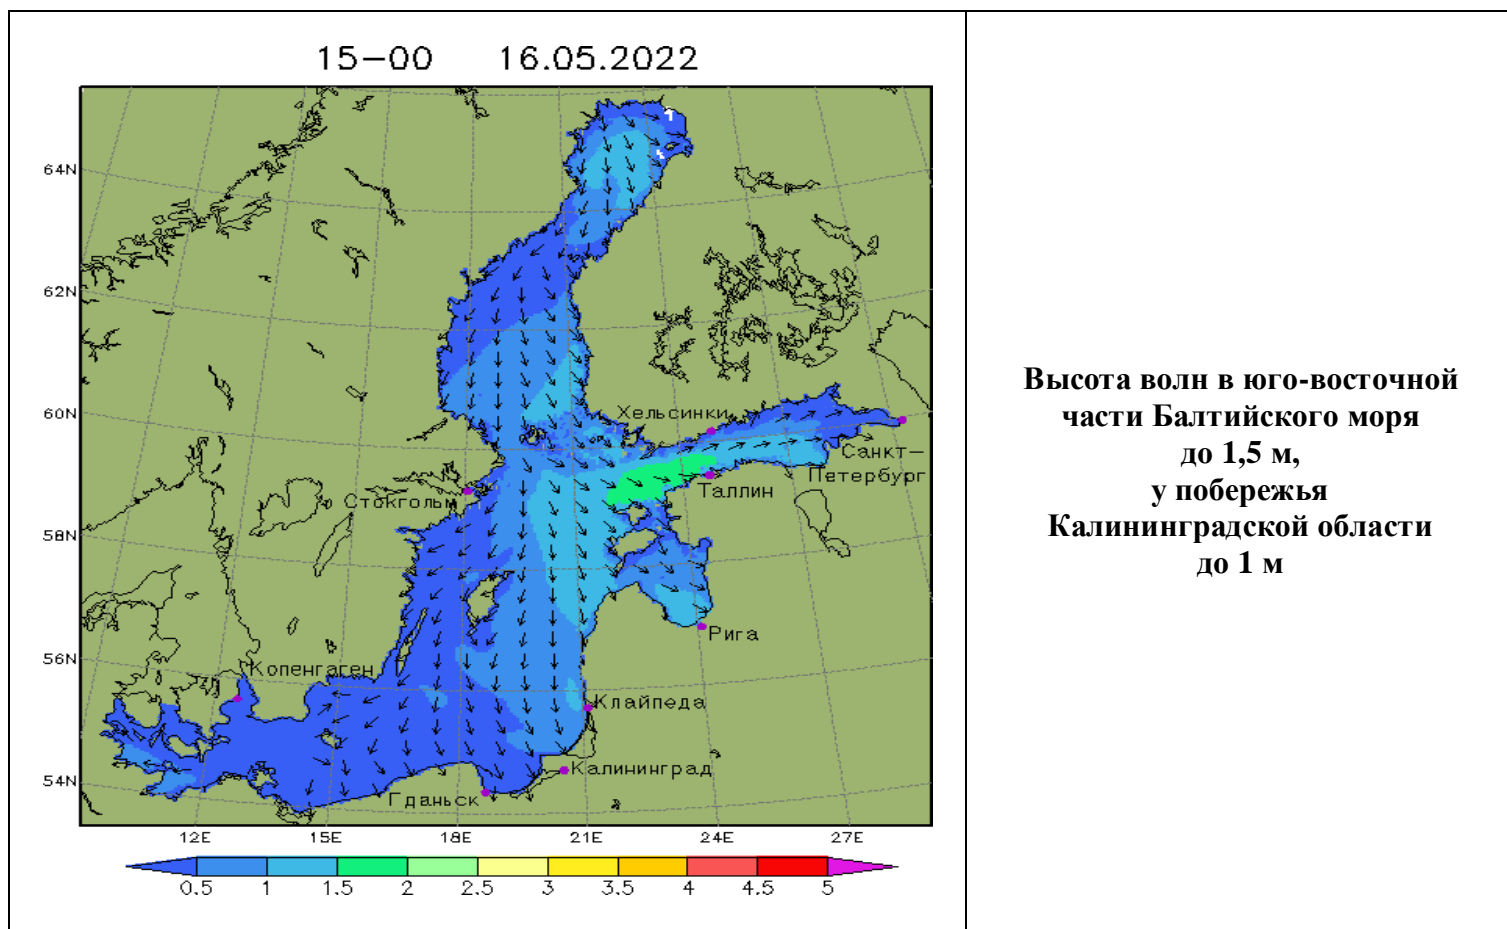 15-00 16.05.2022
64N
62N
60N
58N
56N
54N
Хельсинки
Санкт-
Петербург
Таллин
Стокгольм
Рига
Копенгаген
Клайпеда
Калининград
Гданьск
12E 15E 18E 21E 24E 27E
0.5 1 1.5 2 2.5 3 3.5 4 4.5 5
Высота волн в юго-восточной
части Балтийского моря
до 1,5 м,
у побережья
Калининградской области
до 1 м